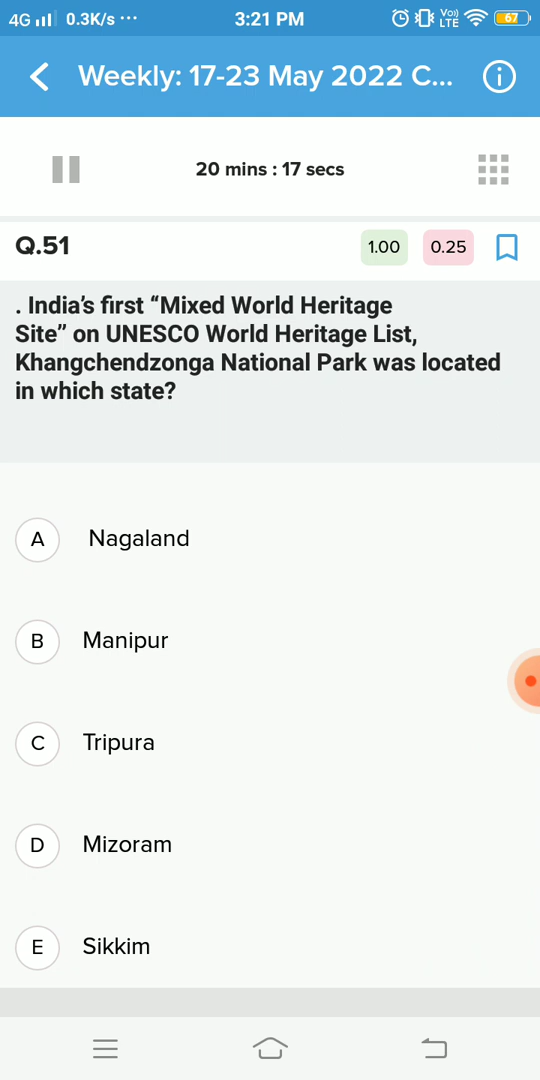 4G 0.3K/s ... 3:21 PM Vo)) LTE 67
Weekly: 17-23 May 2022 C...
20 mins : 17 secs
Q.51 1.00 0.25
. India’s first “Mixed World Heritage
Site” on UNESCO World Heritage List,
Khangchendzonga National Park was located
in which state?
A Nagaland
B Manipur
C Tripura
D Mizoram
E Sikkim